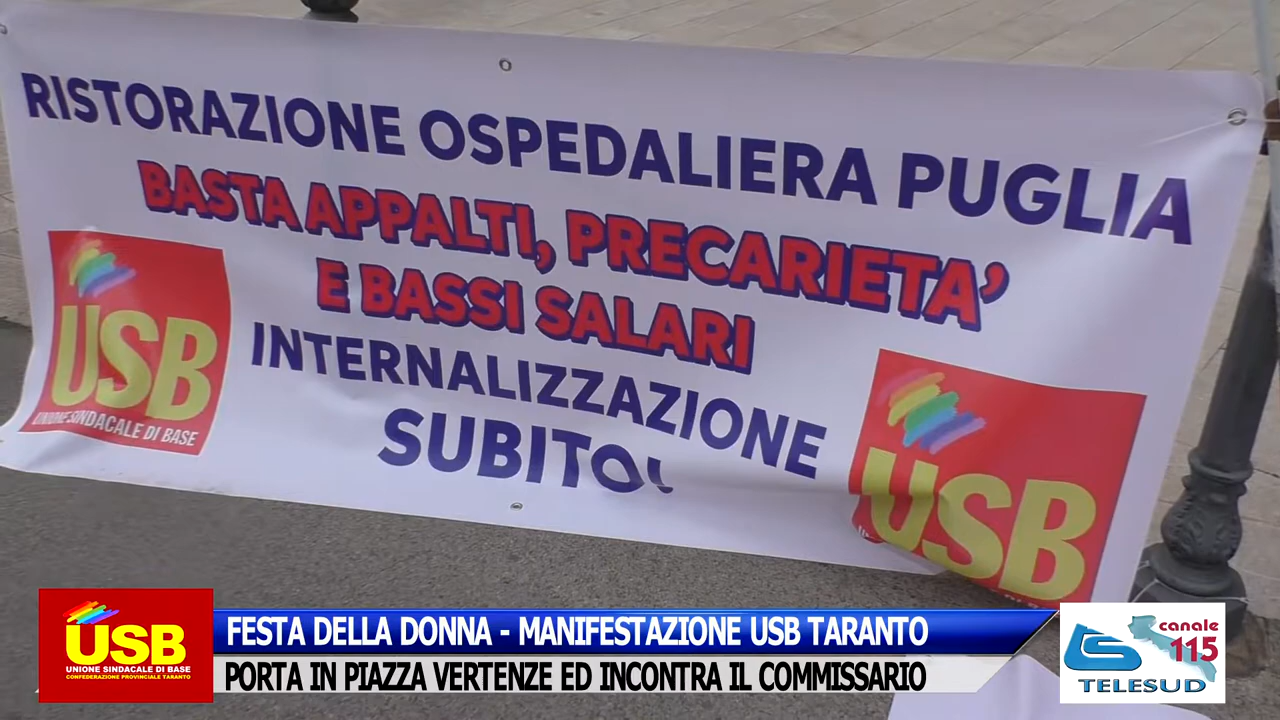 RISTORAZIONE OSPEDALIERA PUGLIA
BASTA APPALTI, PRECARIETA'
E BASSI SALARI
INTERNALIZZAZIONE
SUBITO!
USB
UNIONE SINDACALE DI BASE
USB
USB
UNIONE SINDACALE DI BASE
CONFEDERAZIONE PROVINCIALE TARANTO
FESTA DELLA DONNA - MANIFESTAZIONE USB TARANTO
PORTA IN PIAZZA VERTENZE ED INCONTRA IL COMMISSARIO
canale
115
TELESUD